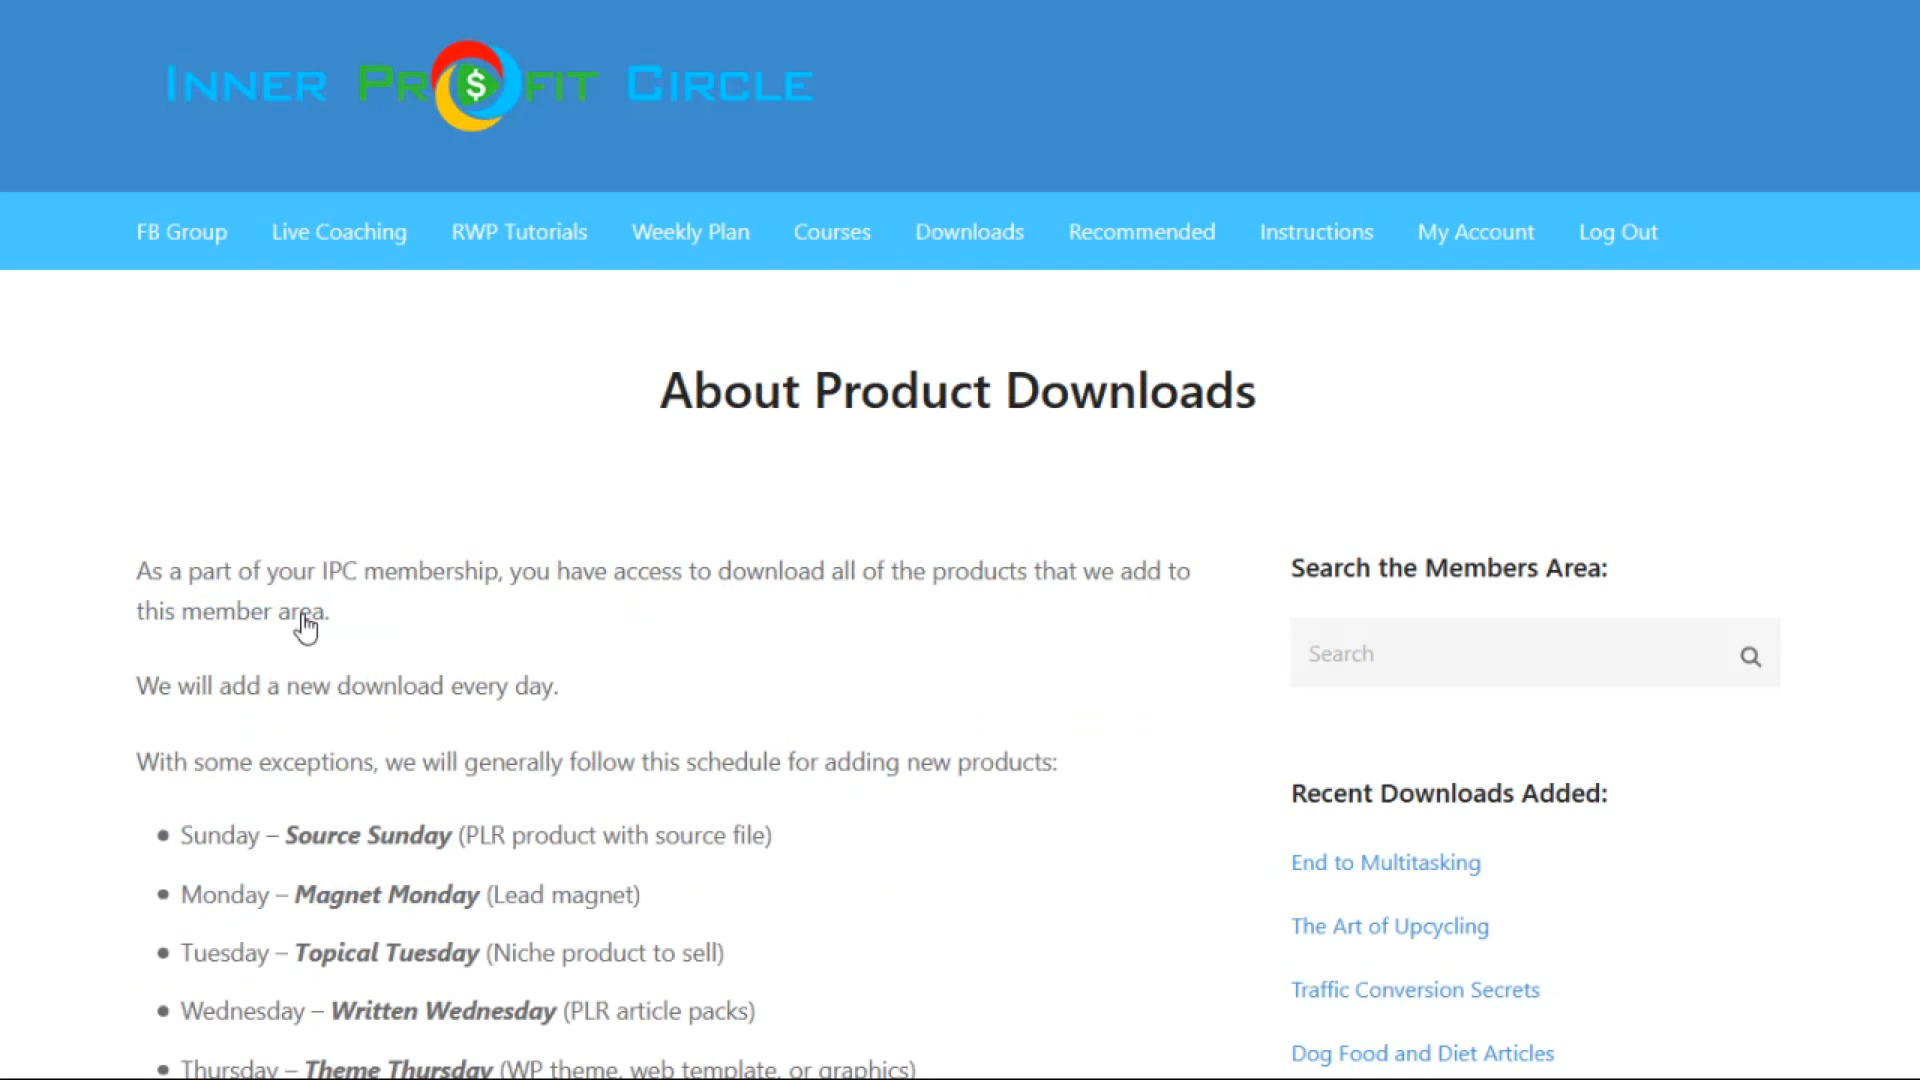 INNER PROFIT CIRCLE
FB Group Live Coaching RWP Tutorials Weekly Plan Courses Downloads Recommended Instructions My Account Log Out
About Product Downloads
As a part of your IPC membership, you have access to download all of the products that we add to
this member area.
We will add a new download every day.
With some exceptions, we will generally follow this schedule for adding new products:
• Sunday – Source Sunday (PLR product with source file)
• Monday – Magnet Monday (Lead magnet)
• Tuesday – Topical Tuesday (Niche product to sell)
• Wednesday – Written Wednesday (PLR article packs)
• Thursday – Theme Thursday (WP theme, web template, or graphics)
Search the Members Area:
Search
Recent Downloads Added:
End to Multitasking
The Art of Upcycling
Traffic Conversion Secrets
Dog Food and Diet Articles